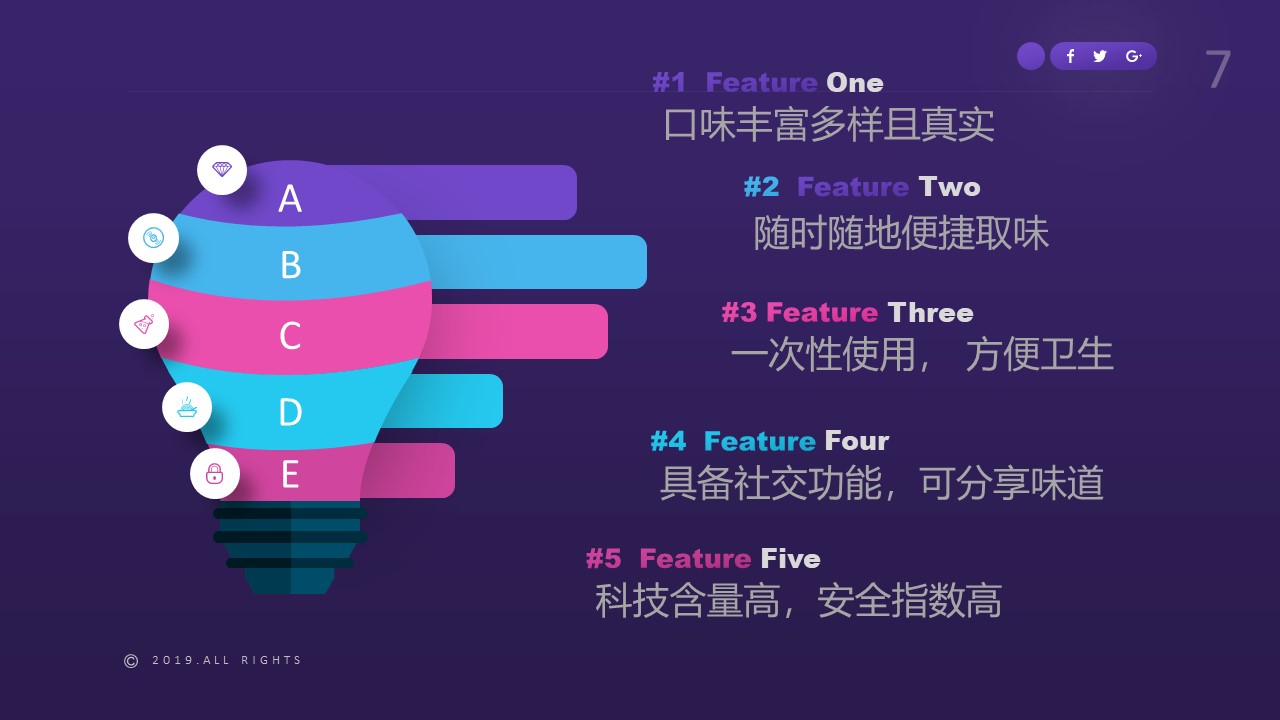 7
#1 Feature One
口味丰富多样且真实
#2 Feature Two
随时随地便捷取味
#3 Feature Three
一次性使用， 方便卫生
#4 Feature Four
具备社交功能，可分享味道
#5 Feature Five
科技含量高，安全指数高
A
B
C
D
E
© 2019.ALL RIGHTS